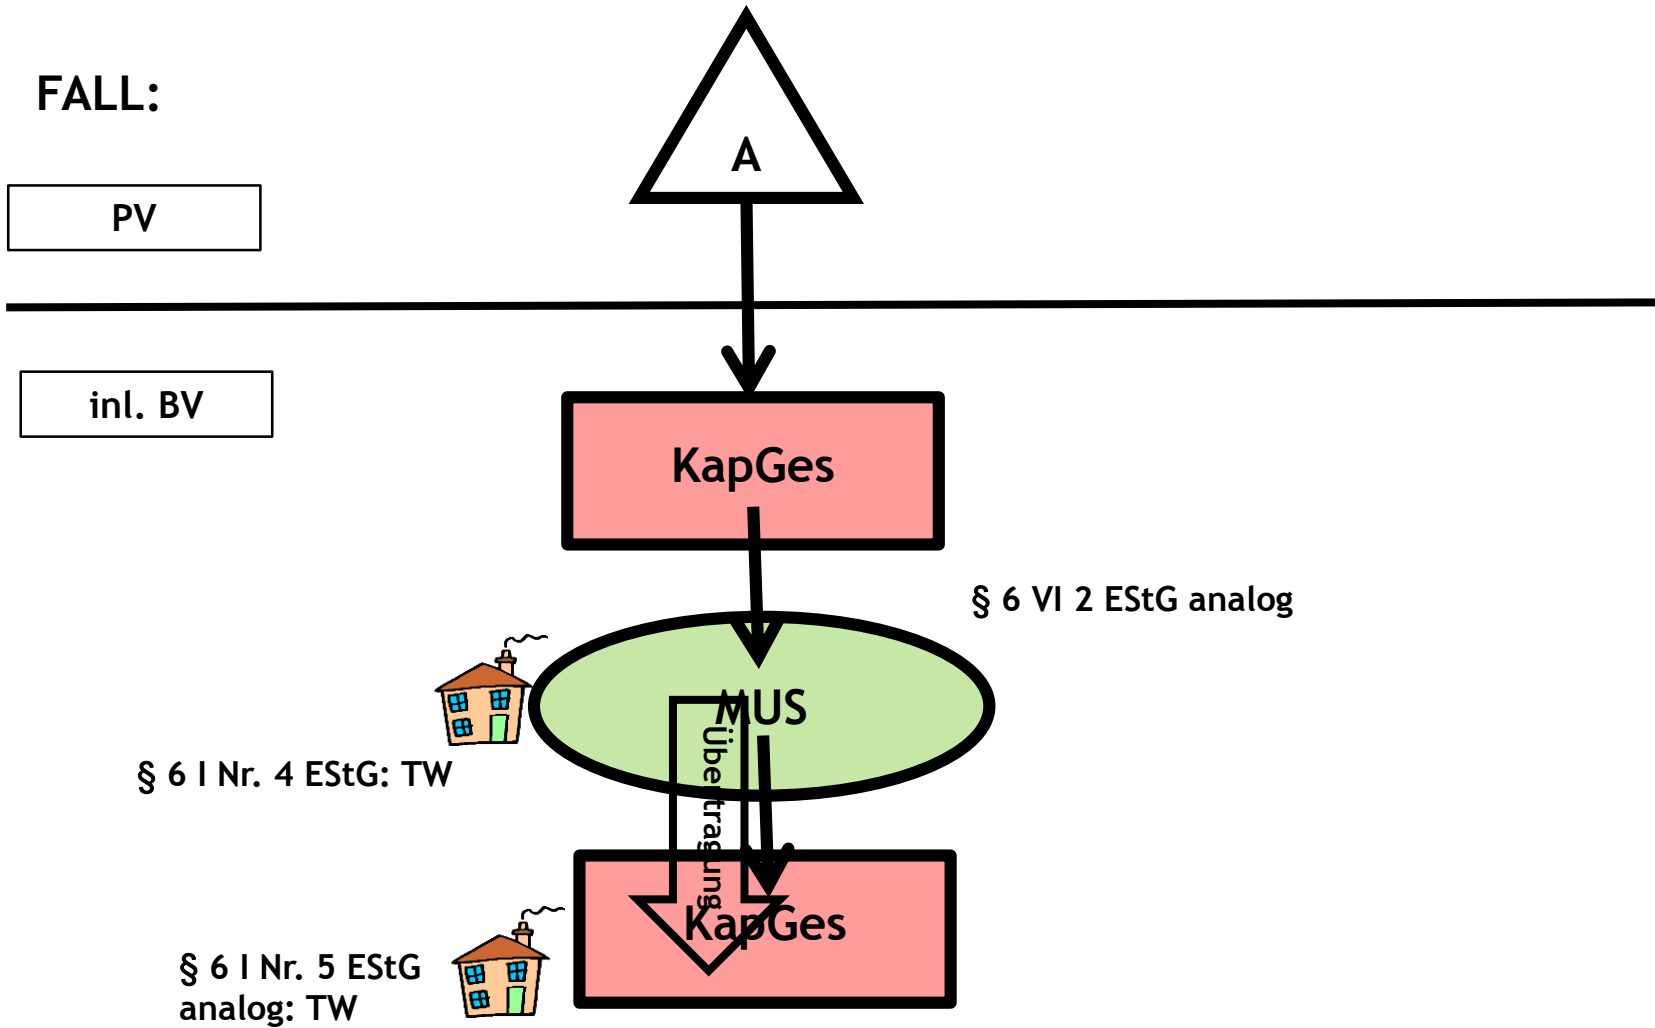 A
FALL:
PV
inl. BV
KapGes
§ 6 VI 2 EStG analog
MUS
Übertragung
§ 6 I Nr. 4 EStG: TW
KapGes
§ 6 I Nr. 5 EStG
analog: TW